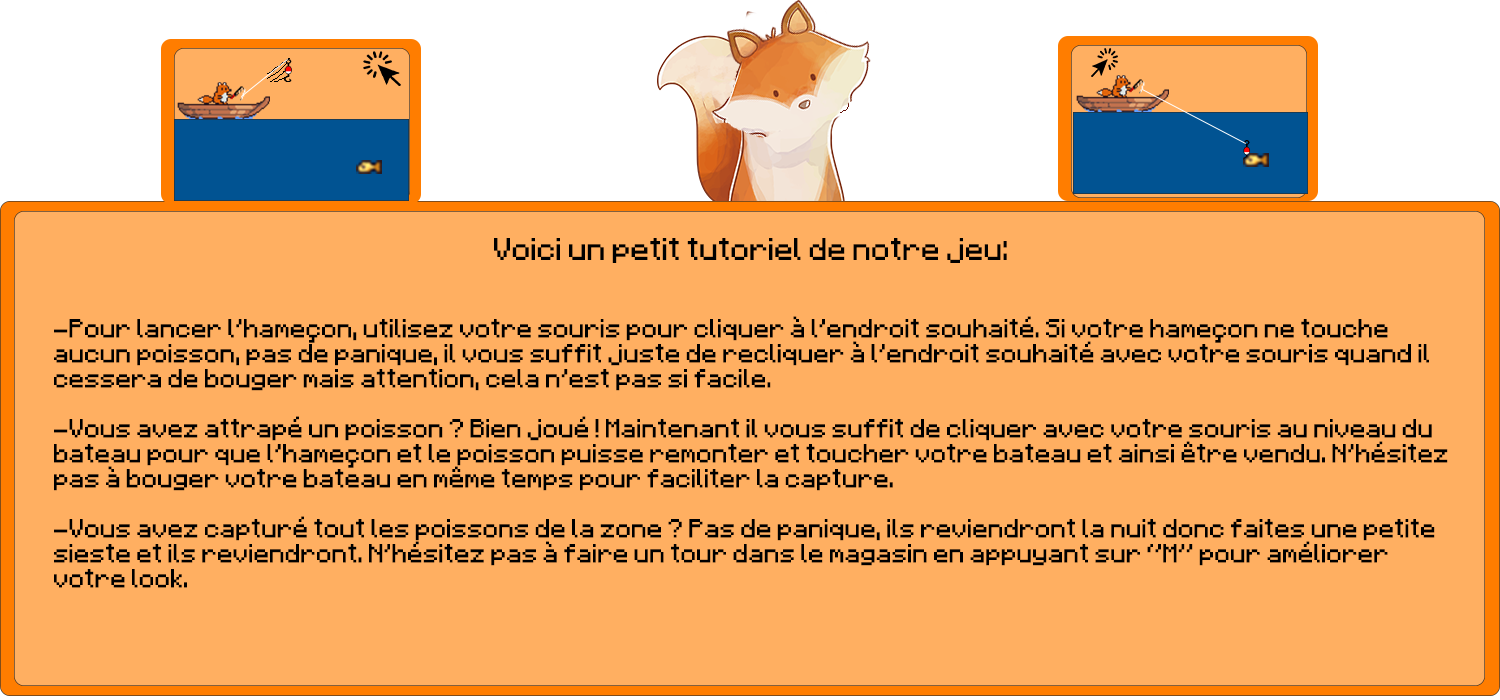 Voici un petit tutoriel de notre jeu:
-Pour lancer l'hameçon, utilisez votre souris pour cliquer à l'endroit souhaité. Si votre hameçon ne touche
aucun poisson, pas de panique, il vous suffit juste de recliquer à l'endroit souhaité avec votre souris quand il
cessera de bouger mais attention, cela n'est pas si facile.
-Vous avez attrapé un poisson ? Bien joué ! Maintenant il vous suffit de cliquer avec votre souris au niveau du
bateau pour que l'hameçon et le poisson puisse remonter et toucher votre bateau et ainsi être vendu. N'hésitez
pas à bouger votre bateau en même temps pour faciliter la capture.
-Vous avez capturé tout les poissons de la zone ? Pas de panique, ils reviendront la nuit donc faites une petite
sieste et ils reviendront. N'hésitez pas à faire un tour dans le magasin en appuyant sur "M" pour améliorer
votre look.